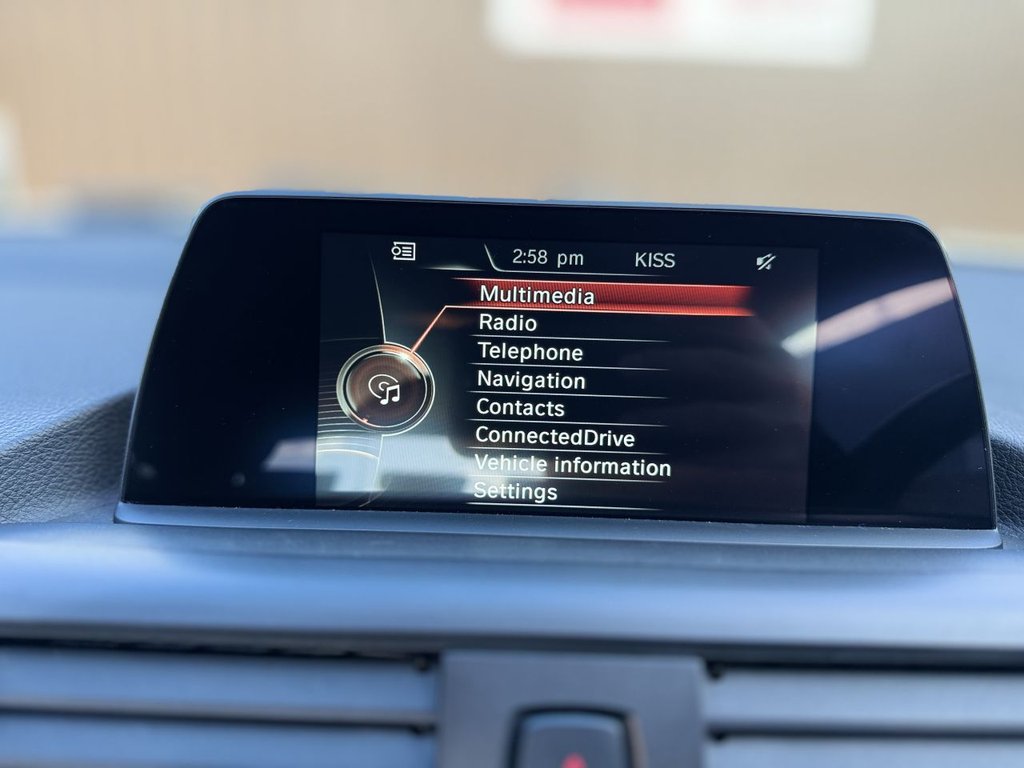 2:58 pm KISS
Multimedia
Radio
Telephone
Navigation
Contacts
ConnectedDrive
Vehicle information
Settings